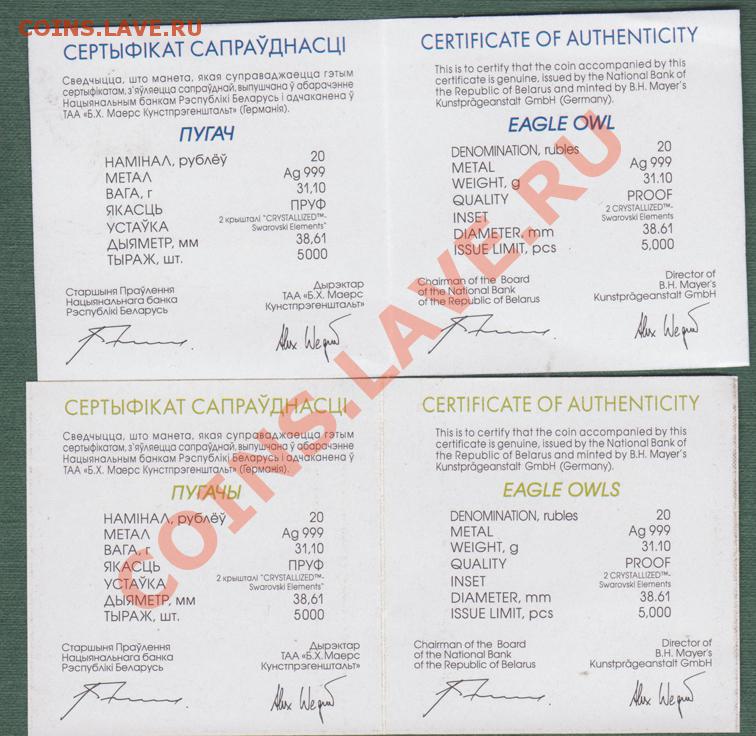 COINS.LAVE.RU
СЕРТЫФІКАТ САПРАЎДНАСЦІ
Сведчыцца, што манета, якая суправаджаецца гэтым
сертыфікатам, з'яўляецца сапраўднай, выпушчана ў абарачэнне
Нацыянальным банкам Рэспублікі Беларусь і адчаканена ў
ТАА «Б.Х. Маерс Кунстпрэгенштальт» (Германія).
ПУГАЧ
НАМІНАЛ, рублёў 20
МЕТАЛ Ag 999
ВАГА, г 31,10
ЯКАСЦЬ ПРУФ
УСТАЎКА 2 крышталі "CRYSTALLIZED™-
Swarovski Elements"
ДЫЯМЕТР, мм 38,61
ТЫРАЖ, шт. 5000
Старшыня Праўлення
Нацыянальнага банка
Рэспублікі Беларусь
Дырэктар
ТАА «Б.Х. Маерс
Кунстпрэгенштальт»
Alex Wegner
CERTIFICATE OF AUTHENTICITY
This is to certify that the coin accompanied by this
certificate is genuine, issued by the National Bank of
the Republic of Belarus and minted by B.H. Mayer's
Kunstprägeanstalt GmbH (Germany).
EAGLE OWL
DENOMINATION, rubles 20
METAL Ag 999
WEIGHT, g 31.10
QUALITY PROOF
INSET 2 CRYSTALLIZED™-
Swarovski Elements
DIAMETER, mm 38.61
ISSUE LIMIT, pcs 5,000
Chairman of the Board
of the National Bank
of the Republic of Belarus
Director of
B.H. Mayer's
Kunstprägeanstalt GmbH
Alex Wegner
СЕРТЫФІКАТ САПРАЎДНАСЦІ
Сведчыцца, што манета, якая суправаджаецца гэтым
сертыфікатам, з'яўляецца сапраўднай, выпушчана ў абарачэнне
Нацыянальным банкам Рэспублікі Беларусь і адчаканена ў
ТАА «Б.Х. Маерс Кунстпрэгенштальт» (Германія).
ПУГАЧЫ
НАМІНАЛ, рублёў 20
МЕТАЛ Ag 999
ВАГА, г 31,10
ЯКАСЦЬ ПРУФ
УСТАЎКА 2 крышталі "CRYSTALLIZED™-
Swarovski Elements"
ДЫЯМЕТР, мм 38,61
ТЫРАЖ, шт. 5000
Старшыня Праўлення
Нацыянальнага банка
Рэспублікі Беларусь
Дырэктар
ТАА «Б.Х. Маерс
Кунстпрэгенштальт»
Alex Wegner
CERTIFICATE OF AUTHENTICITY
This is to certify that the coin accompanied by this
certificate is genuine, issued by the National Bank of
the Republic of Belarus and minted by B.H. Mayer's
Kunstprägeanstalt GmbH (Germany).
EAGLE OWLS
DENOMINATION, rubles 20
METAL Ag 999
WEIGHT, g 31.10
QUALITY PROOF
INSET 2 CRYSTALLIZED™-
Swarovski Elements
DIAMETER, mm 38.61
ISSUE LIMIT, pcs 5,000
Chairman of the Board
of the National Bank
of the Republic of Belarus
Director of
B.H. Mayer's
Kunstprägeanstalt GmbH
Alex Wegner
COINS.LAVE.RU